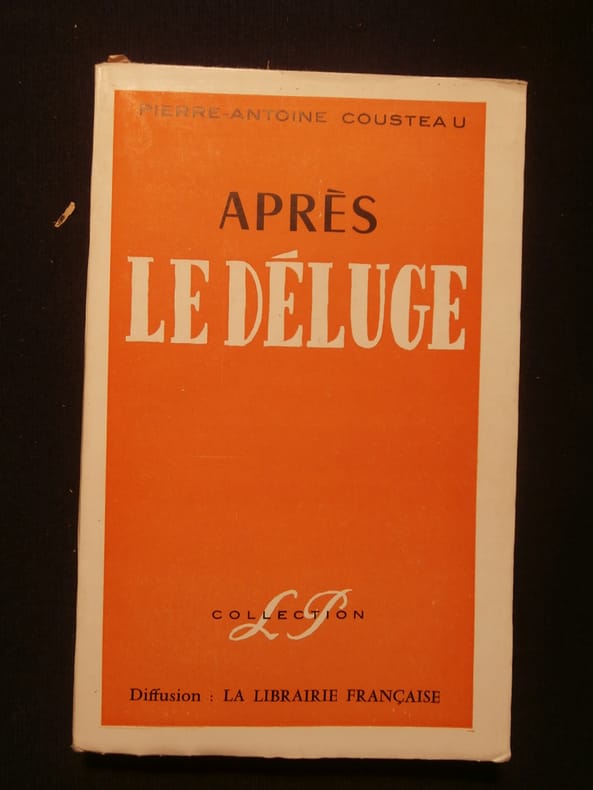 PIERRE-ANTOINE COUSTEAU
APRÈS
LE DÉLUGE
COLLECTION
LP
Diffusion : LA LIBRAIRIE FRANÇAISE